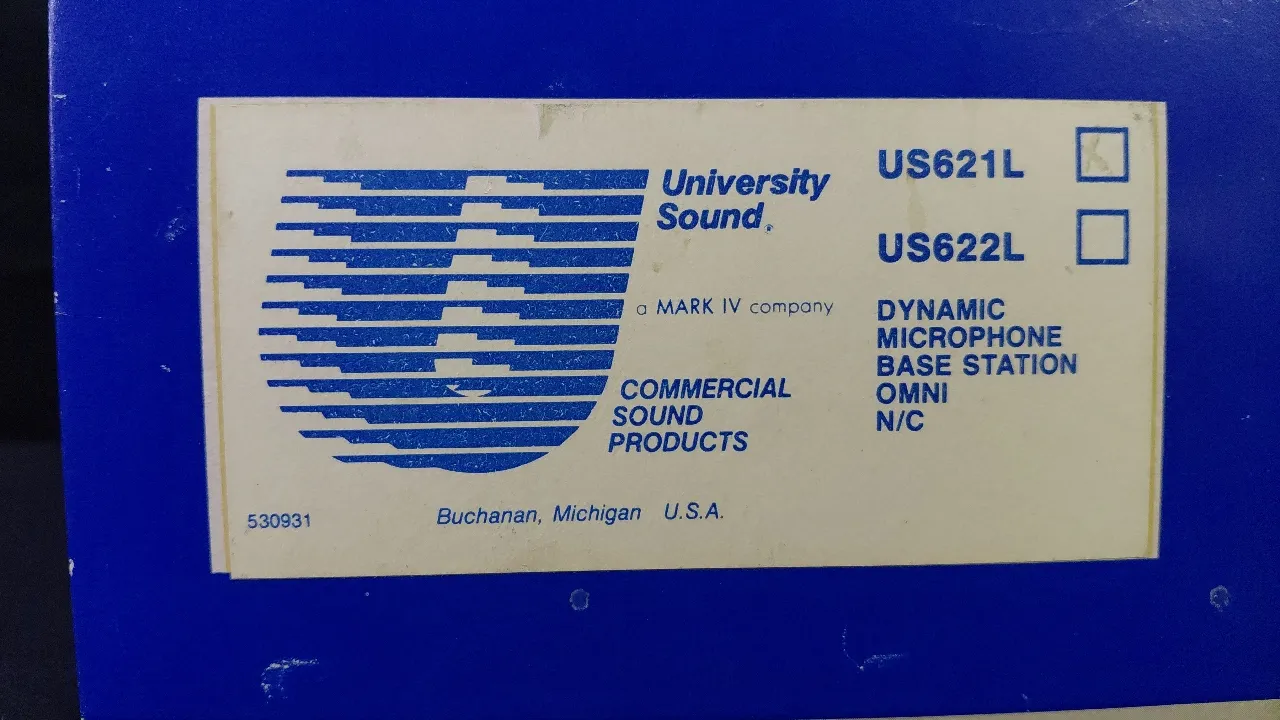 University
Sound.
a MARK IV company
COMMERCIAL
SOUND
PRODUCTS
530931
Buchanan, Michigan U.S.A.
US621L
US622L
DYNAMIC
MICROPHONE
BASE STATION
OMNI
N/C